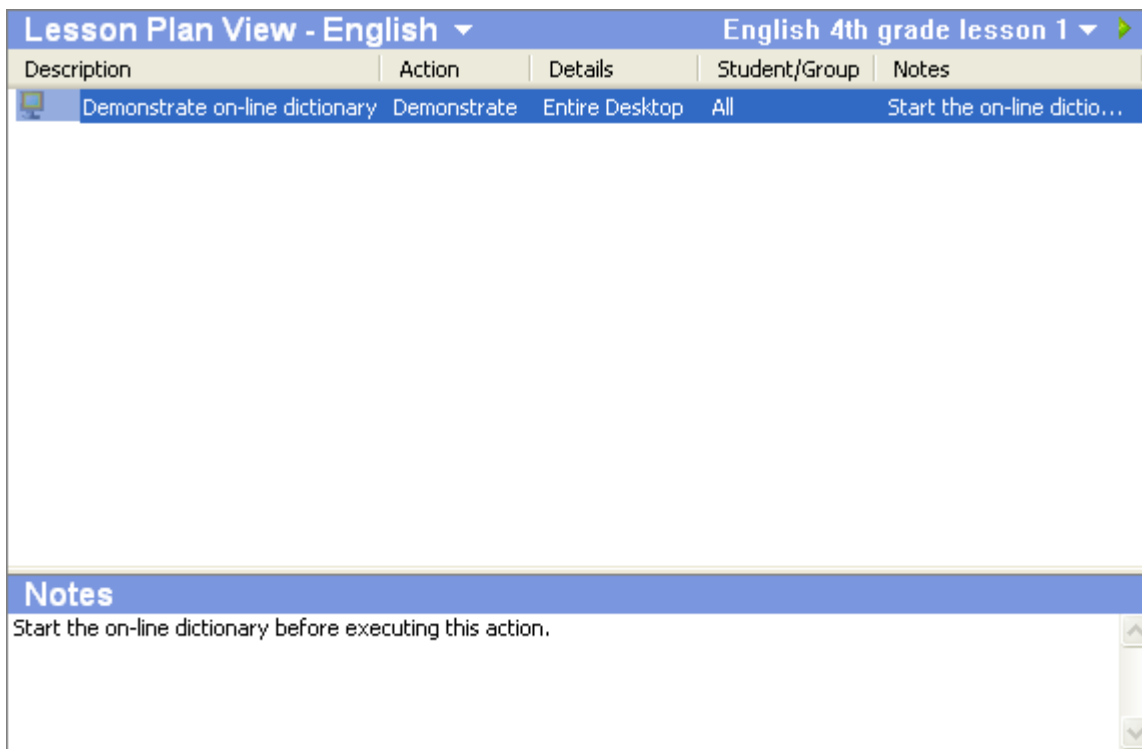 Lesson Plan View - English English 4th grade lesson 1
Description Action Details Student/Group Notes
Demonstrate on-line dictionary Demonstrate Entire Desktop All Start the on-line dictio...
Notes
Start the on-line dictionary before executing this action.